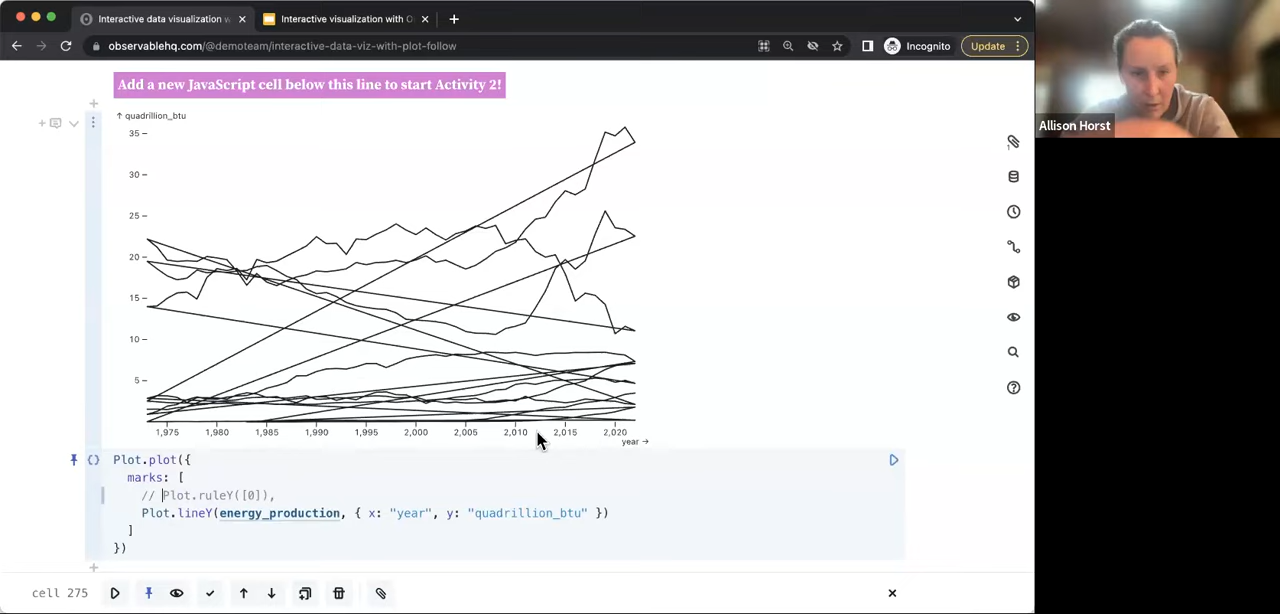 Interactive data visualization w
Interactive visualization with O
observablehq.com/@demoteam/interactive-data-viz-with-plot-follow
Incognito
Update
Allison Horst
Add a new JavaScript cell below this line to start Activity 2!
↑ quadrillion_btu
35
30
25
20
15
10
5
1,975 1,980 1,985 1,990 1,995 2,000 2,005 2,010 2,015 2,020
year →
Plot.plot({
marks: [
// Plot.ruleY([0]),
Plot.lineY(energy_production, { x: "year", y: "quadrillion_btu" })
]
})
cell 275